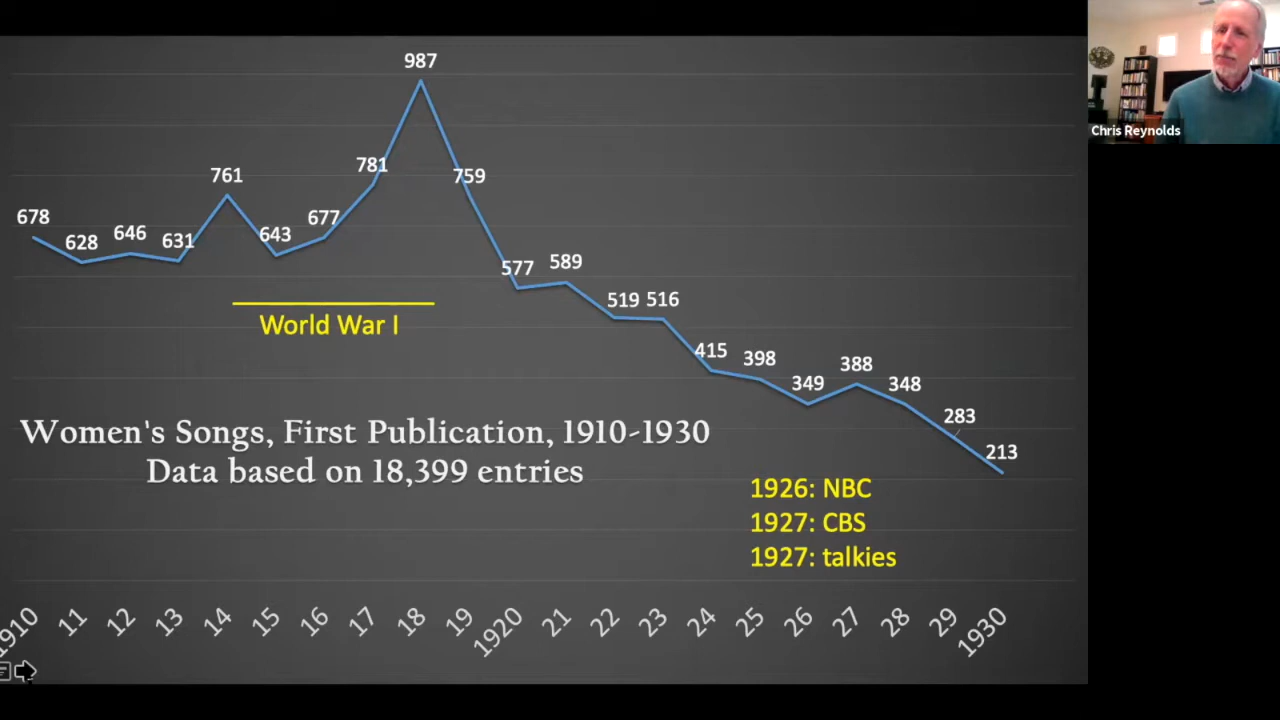 987
781
761
759
678
677
646
643
628
631
577
589
519
516
415
398
349
388
348
283
213
World War I
Women's Songs, First Publication, 1910-1930
Data based on 18,399 entries
1926: NBC
1927: CBS
1927: talkies
1910 11 12 13 14 15 16 17 18 19 1920 21 22 23 24 25 26 27 28 29 1930
Chris Reynolds